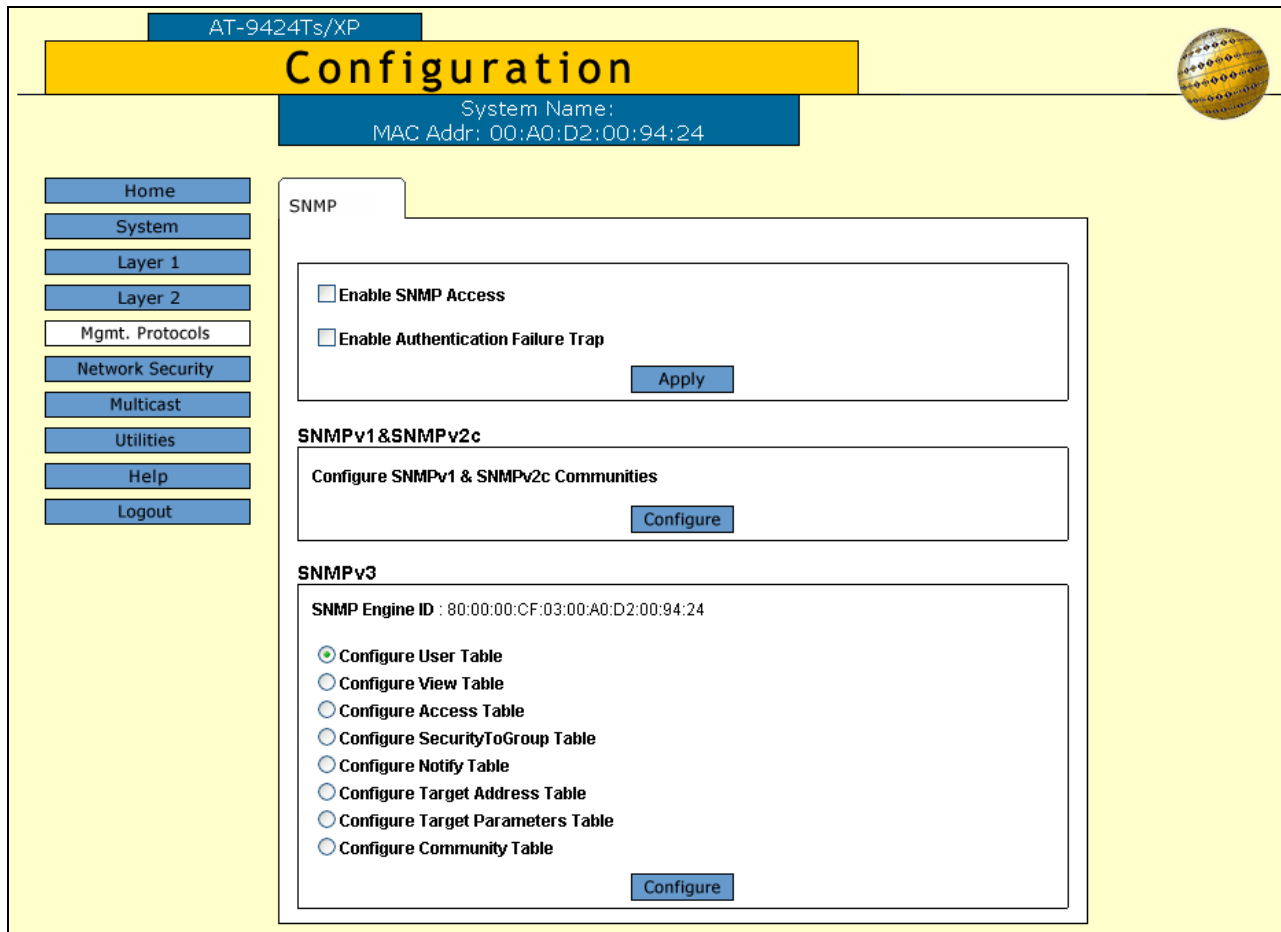 AT-9424Ts/XP
Configuration
System Name:
MAC Addr: 00:A0:D2:00:94:24
Home
System
Layer 1
Layer 2
Mgmt. Protocols
Network Security
Multicast
Utilities
Help
Logout
SNMP
Enable SNMP Access
Enable Authentication Failure Trap
Apply
SNMPv1&SNMPv2c
Configure SNMPv1 & SNMPv2c Communities
Configure
SNMPv3
SNMP Engine ID : 80:00:00:CF:03:00:A0:D2:00:94:24
Configure User Table
Configure View Table
Configure Access Table
Configure SecurityToGroup Table
Configure Notify Table
Configure Target Address Table
Configure Target Parameters Table
Configure Community Table
Configure